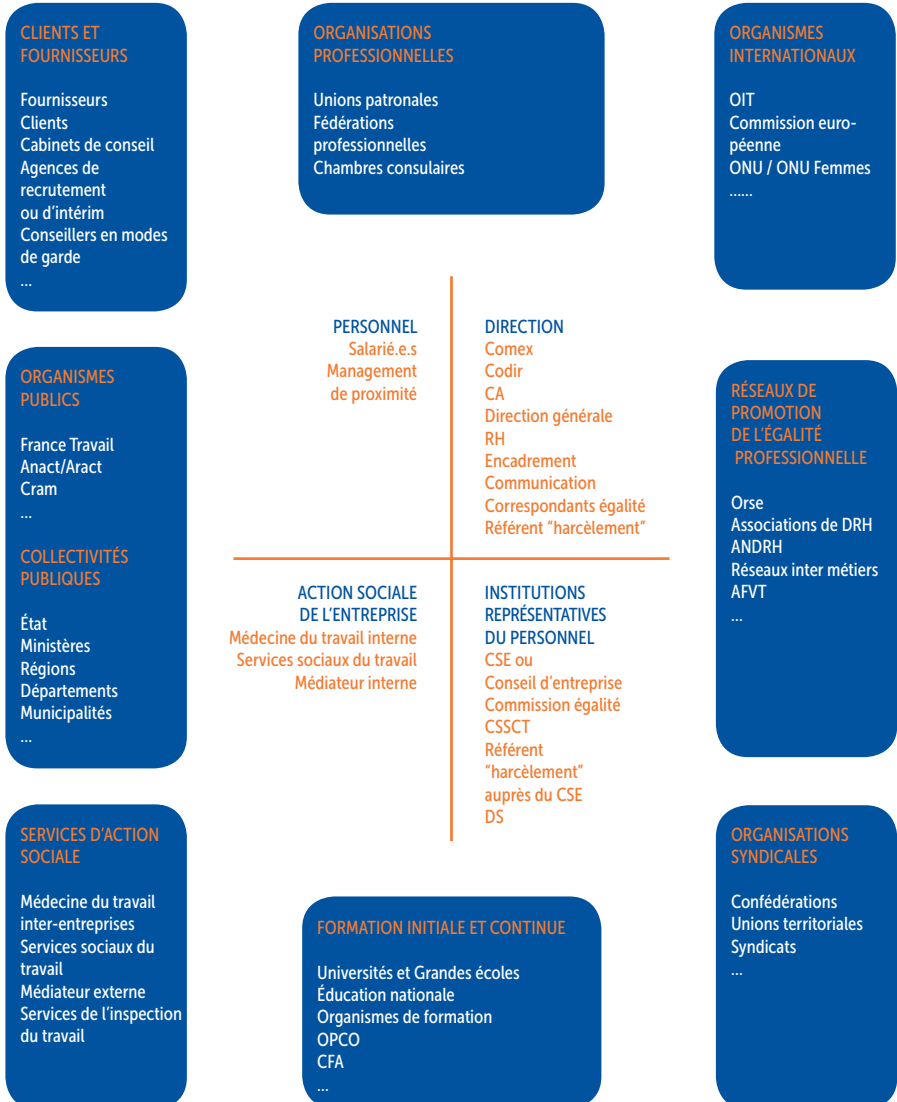 CLIENTS ET
FOURNISSEURS
Fournisseurs
Clients
Cabinets de conseil
Agences de
recrutement
ou d'intérim
Conseillers en modes
de garde
...
ORGANISATIONS
PROFESSIONNELLES
Unions patronales
Fédérations
professionnelles
Chambres consulaires
ORGANISMES
INTERNATIONAUX
OIT
Commission euro-
péenne
ONU / ONU Femmes
......
ORGANISMES
PUBLICS
France Travail
Anact/Aract
Cram
...
COLLECTIVITÉS
PUBLIQUES
État
Ministères
Régions
Départements
Municipalités
...
PERSONNEL
Salarié.e.s
Management
de proximité
DIRECTION
Comex
Codir
CA
Direction générale
RH
Encadrement
Communication
Correspondants égalité
Référent "harcèlement"
ACTION SOCIALE
DE L'ENTREPRISE
Médecine du travail interne
Services sociaux du travail
Médiateur interne
INSTITUTIONS
REPRÉSENTATIVES
DU PERSONNEL
CSE ou
Conseil d'entreprise
Commission égalité
CSSCT
Référent
"harcèlement"
auprès du CSE
DS
RÉSEAUX DE
PROMOTION
DE L'ÉGALITÉ
PROFESSIONNELLE
Orse
Associations de DRH
ANDRH
Réseaux inter métiers
AFVT
...
SERVICES D'ACTION
SOCIALE
Médecine du travail
inter-entreprises
Services sociaux du
travail
Médiateur externe
Services de l'inspection
du travail
FORMATION INITIALE ET CONTINUE
Universités et Grandes écoles
Éducation nationale
Organismes de formation
OPCO
CFA
...
ORGANISATIONS
SYNDICALES
Confédérations
Unions territoriales
Syndicats
...